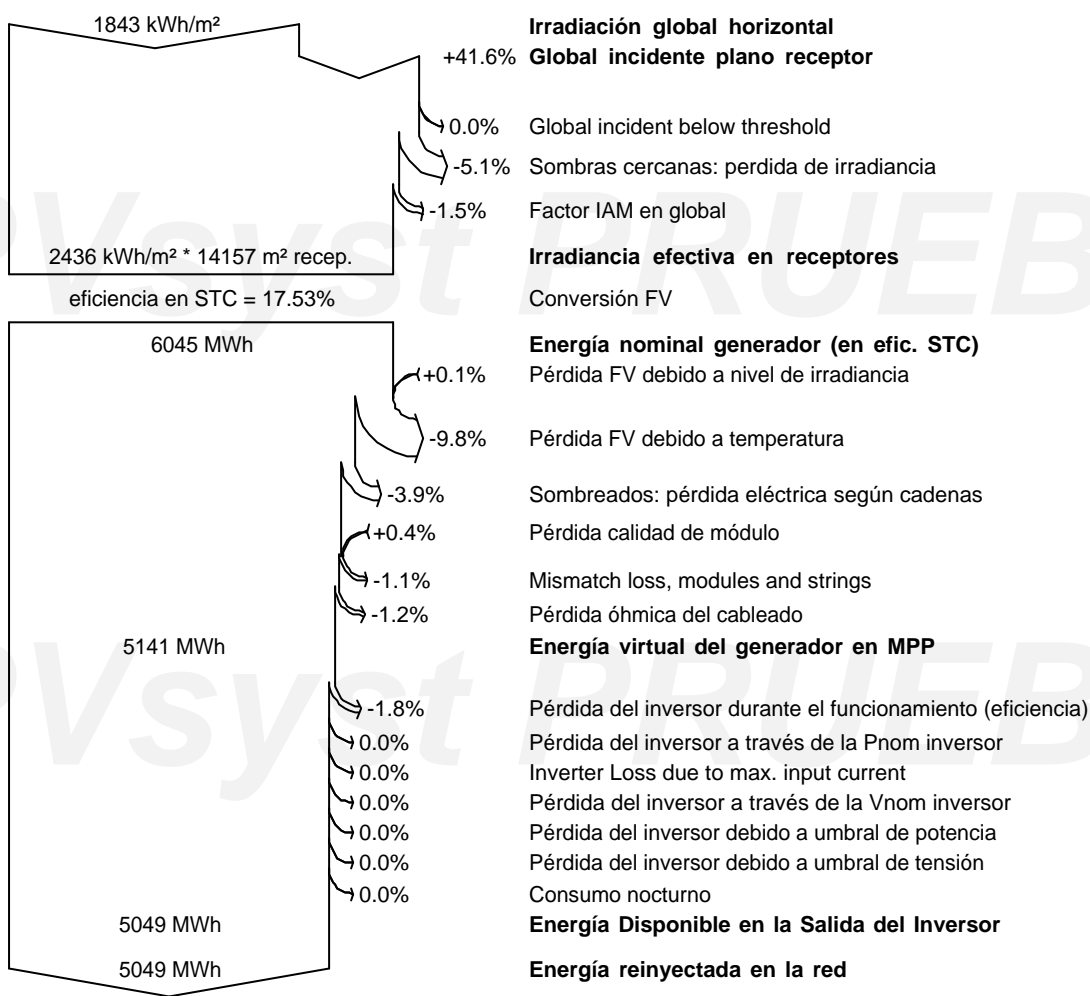 1843 kWh/m² Irradiación global horizontal
+41.6% Global incidente plano receptor
0.0% Global incident below threshold
-5.1% Sombras cercanas: perdida de irradiancia
-1.5% Factor IAM en global
2436 kWh/m² * 14157 m² recep. Irradiancia efectiva en receptores
eficiencia en STC = 17.53% Conversión FV
PVsyst PRUEB
6045 MWh Energía nominal generador (en efic. STC)
+0.1% Pérdida FV debido a nivel de irradiancia
-9.8% Pérdida FV debido a temperatura
-3.9% Sombreados: pérdida eléctrica según cadenas
+0.4% Pérdida calidad de módulo
-1.1% Mismatch loss, modules and strings
-1.2% Pérdida óhmica del cableado
5141 MWh Energía virtual del generador en MPP
PVsyst PRUEB
-1.8% Pérdida del inversor durante el funcionamiento (eficiencia)
0.0% Pérdida del inversor a través de la Pnom inversor
0.0% Inverter Loss due to max. input current
0.0% Pérdida del inversor a través de la Vnom inversor
0.0% Pérdida del inversor debido a umbral de potencia
0.0% Pérdida del inversor debido a umbral de tensión
0.0% Consumo nocturno
5049 MWh Energía Disponible en la Salida del Inversor
5049 MWh Energía reinyectada en la red